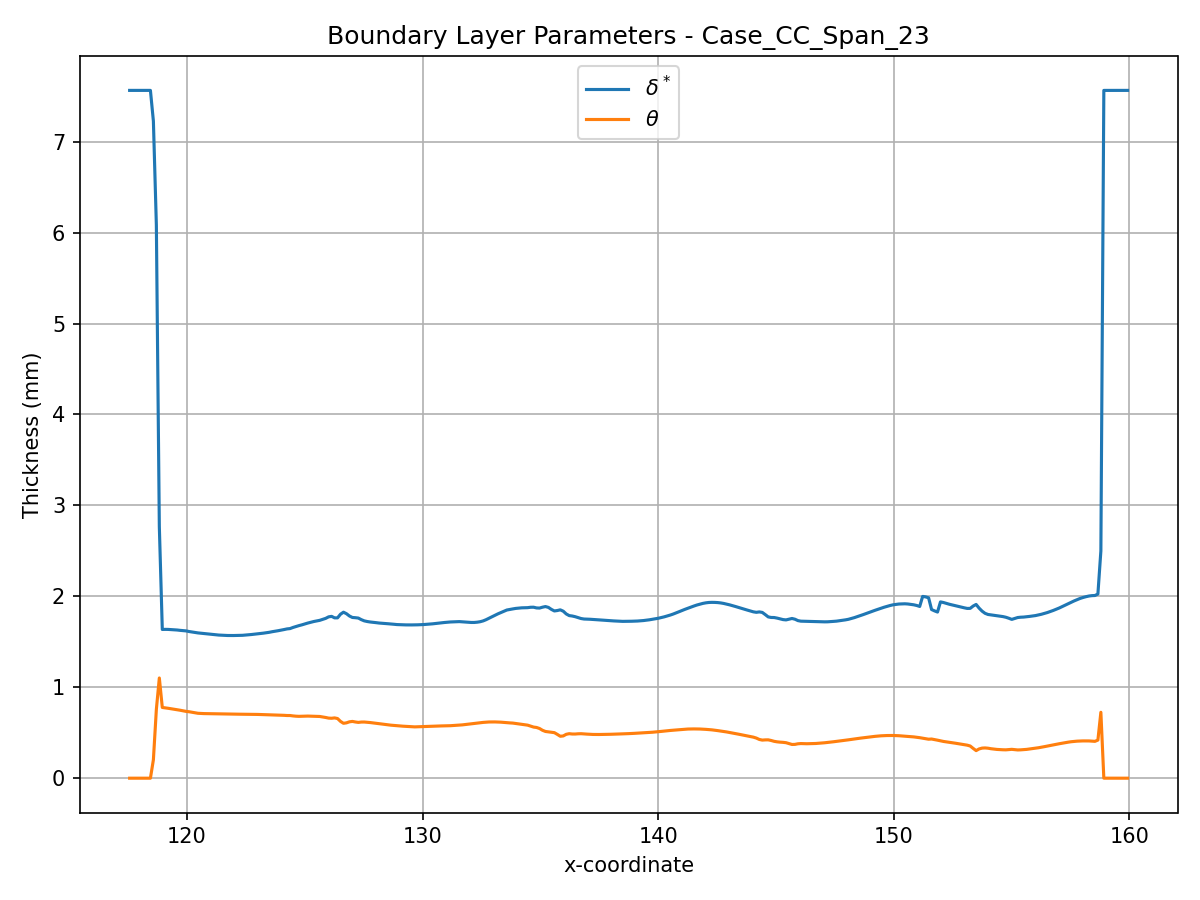 Boundary Layer Parameters - Case_CC_Span_23
δ*
θ
7
6
5
4
3
2
1
0
Thickness (mm)
120 130 140 150 160
x-coordinate